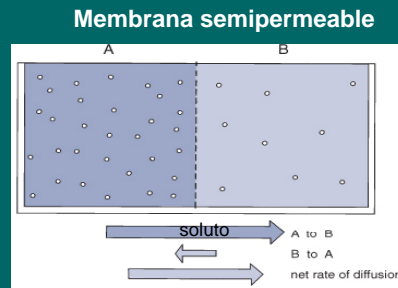 Membrana semipermeable
A B
soluto
A to B
B to A
net rate of diffusion